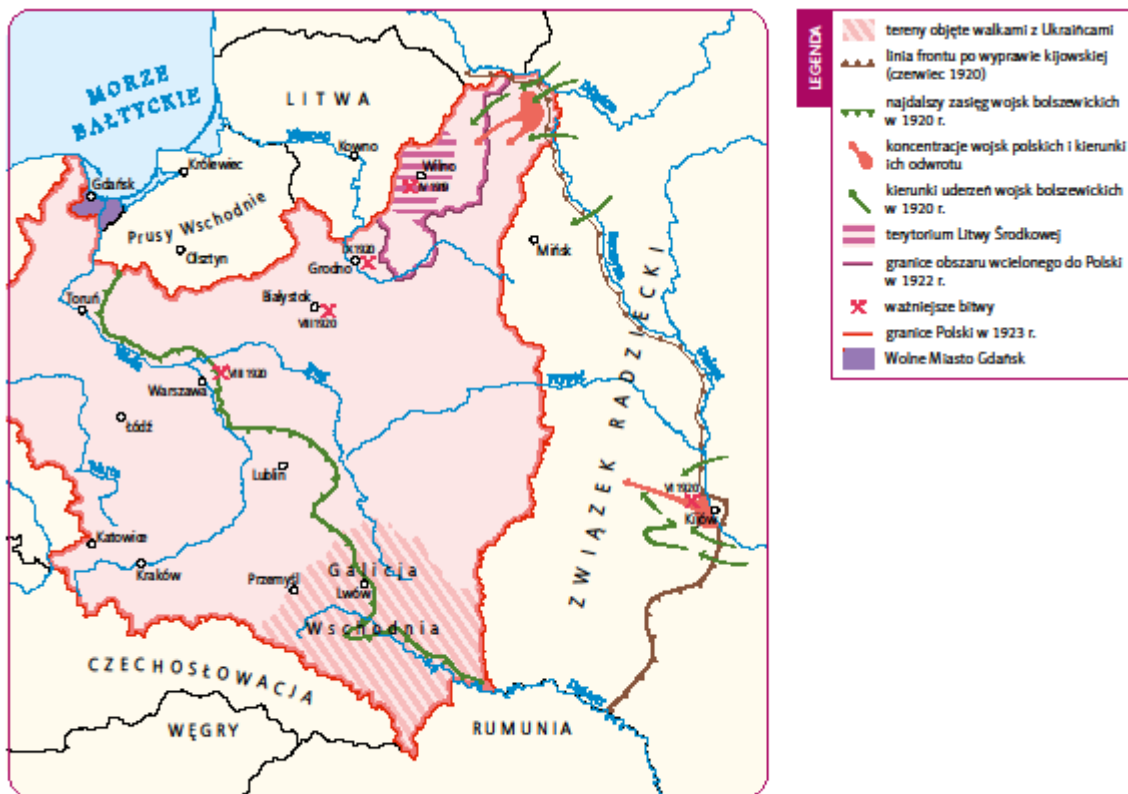 MORZE
BAŁTYCKIE
LITWA
Kowno
Królewiec
Wilno
IV 1919
Gdańsk
Prusy Wschodnie
Olsztyn
IX 1920
Grodno
Mińsk
Toruń
Białystok
VIII 1920
VIII 1920
Warszawa
Łódź
Lublin
ZWIĄZEK RADZIECKI
VI 1920
Kijów
Katowice
Kraków
Przemyśl
Galicja
Lwów
Wschodnia
CZECHOSŁOWACJA
WĘGRY
RUMUNIA
LEGENDA
tereny objęte walkami z Ukraińcami
linia frontu po wyprawie kijowskiej
(czerwiec 1920)
najdalszy zasięg wojsk bolszewickich
w 1920 r.
koncentracje wojsk polskich i kierunki
ich odwrotu
kierunki uderzeń wojsk bolszewickich
w 1920 r.
terytorium Litwy Środkowej
granice obszaru wcielonego do Polski
w 1922 r.
ważniejsze bitwy
granice Polski w 1923 r.
Wolne Miasto Gdańsk